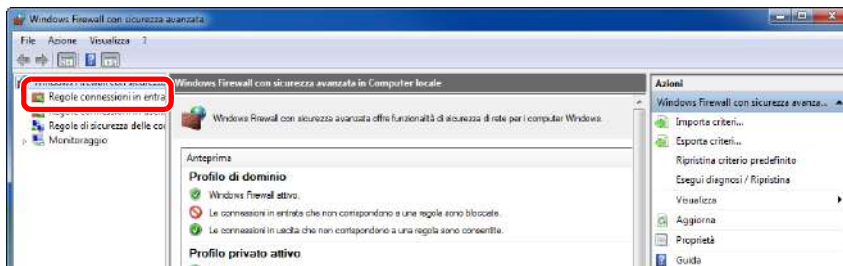 Windows Firewall con sicurezza avanzata
File Azione Visualizza ?
Regole connessioni in entra
Regole di sicurezza delle co
Monitoraggio
Windows Firewall con sicurezza avanzata in Computer locale
Windows Firewall con sicurezza avanzata offre funzionalità di sicurezza di rete per i computer Windows.
Anteprima
Profilo di dominio
Windows Firewall attivo.
Le connessioni in entrata che non corrispondono a una regola sono bloccate.
Le connessioni in uscita che non corrispondono a una regola sono consentite.
Profilo privato attivo
Azioni
Windows Firewall con sicurezza avanza...
Importa criteri...
Esporta criteri...
Ripristina criterio predefinito
Esegui diagnosi / Ripristina
Visualizza
Aggiorna
Proprietà
Guida